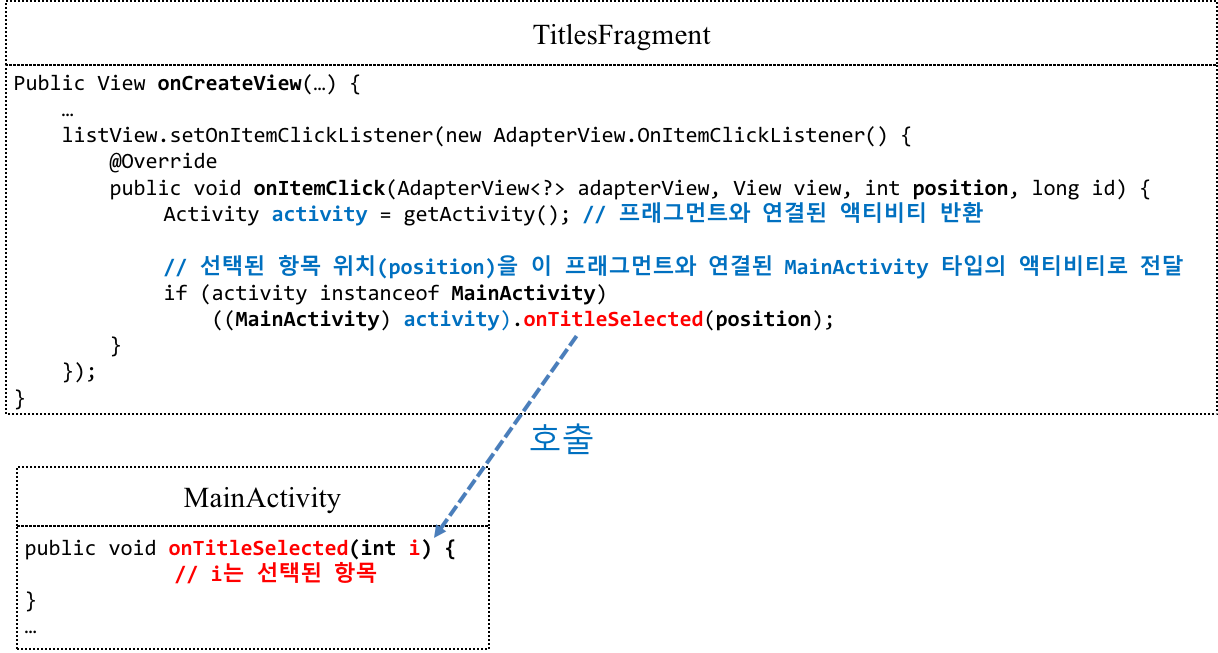 TitlesFragment
Public View onCreateView(…) {
…
listView.setOnItemClickListener(new AdapterView.OnItemClickListener() {
@Override
public void onItemClick(AdapterView<?> adapterView, View view, int position, long id) {
Activity activity = getActivity(); // 프래그먼트와 연결된 액티비티 반환
// 선택된 항목 위치(position)을 이 프래그먼트와 연결된 MainActivity 타입의 액티비티로 전달
if (activity instanceof MainActivity)
((MainActivity) activity).onTitleSelected(position);
}
});
}
호출
MainActivity
public void onTitleSelected(int i) {
// i는 선택된 항목
}
…